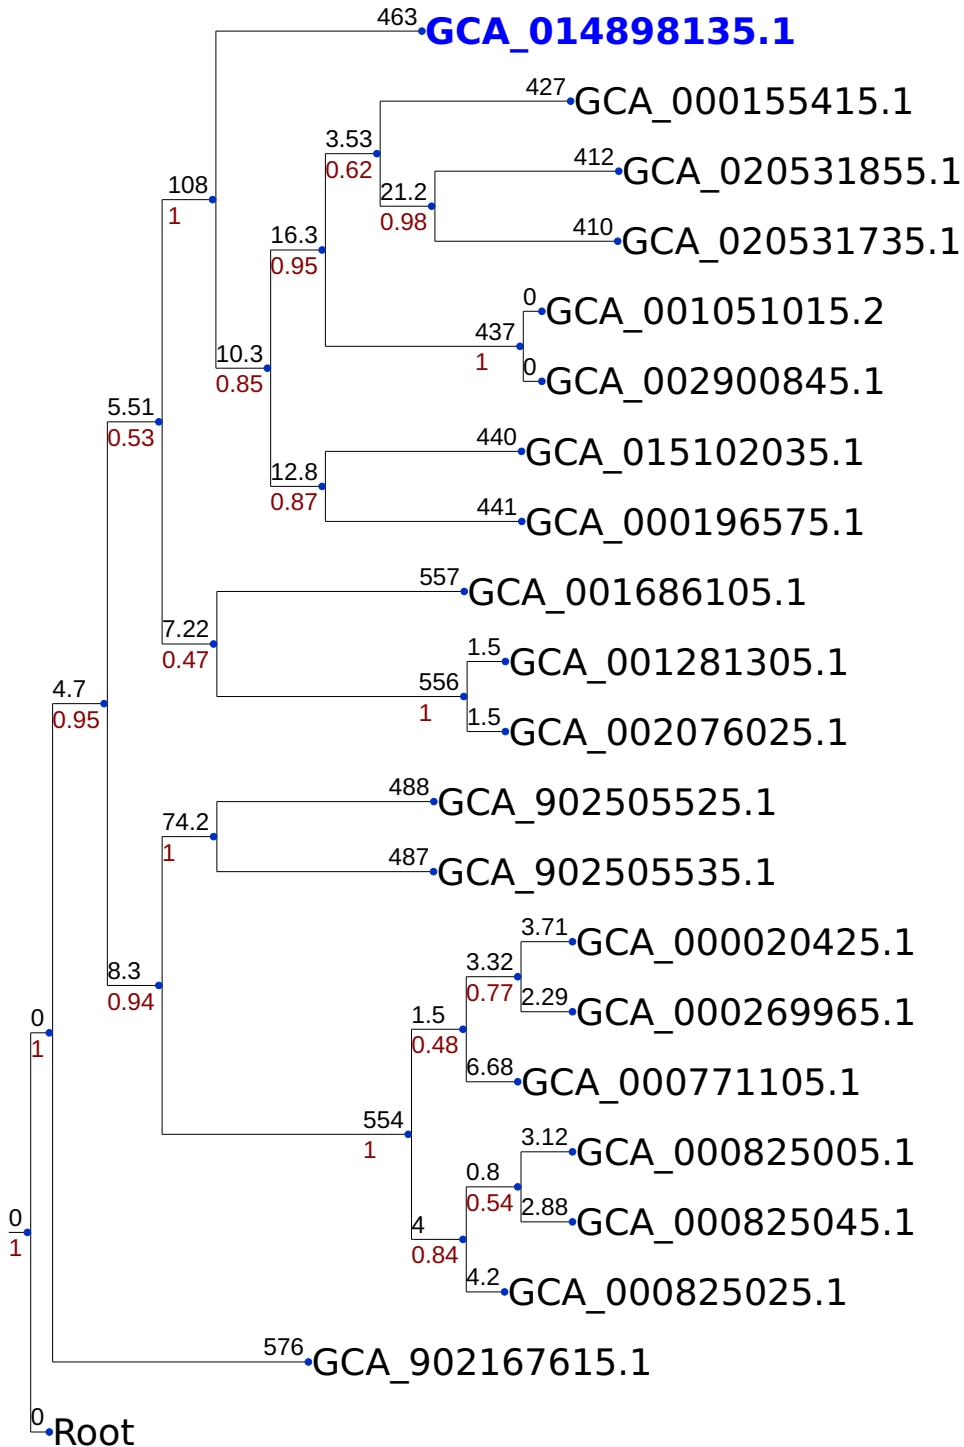 463 GCA_014898135.1
427 GCA_000155415.1
3.53
412 GCA_020531855.1
0.62
108
21.2
1
0.98
410 GCA_020531735.1
16.3
0.95
0 GCA_001051015.2
437
10.3
1
0 GCA_002900845.1
0.85
5.51
0.53
440 GCA_015102035.1
12.8
0.87
441 GCA_000196575.1
557 GCA_001686105.1
7.22
0.47
1.5 GCA_001281305.1
4.7
556
0.95
1
1.5 GCA_002076025.1
488 GCA_902505525.1
74.2
1
487 GCA_902505535.1
3.71 GCA_000020425.1
3.32
8.3
0.77
0.94
2.29 GCA_000269965.1
0
1.5
1
0.48
6.68 GCA_000771105.1
554
1
3.12 GCA_000825005.1
0.8
0.54
2.88 GCA_000825045.1
0
4
1
0.84
4.2 GCA_000825025.1
576 GCA_902167615.1
0 Root